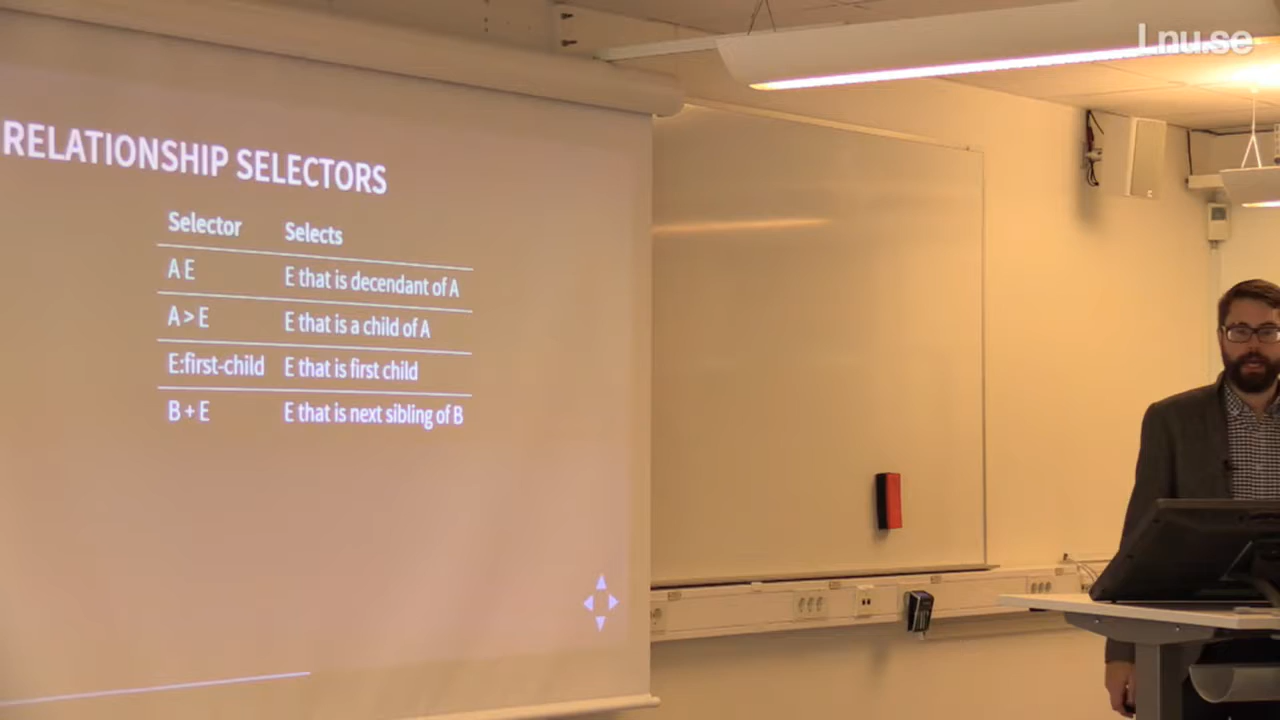 Lnu.se
RELATIONSHIP SELECTORS
Selector Selects
A E E that is decendant of A
A > E E that is a child of A
E:first-child E that is first child
B + E E that is next sibling of B